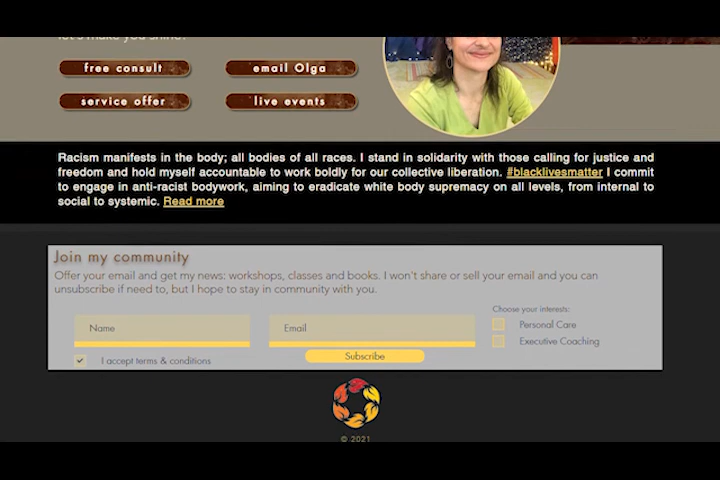 let's make you shine!
free consult
email Olga
service offer
live events
Racism manifests in the body; all bodies of all races. I stand in solidarity with those calling for justice and
freedom and hold myself accountable to work boldly for our collective liberation. #blacklivesmatter I commit
to engage in anti-racist bodywork, aiming to eradicate white body supremacy on all levels, from internal to
social to systemic. Read more
Join my community
Offer your email and get my news: workshops, classes and books. I won't share or sell your email and you can
unsubscribe if need to, but I hope to stay in community with you.
Choose your interests:
Name
Email
Personal Care
Executive Coaching
I accept terms & conditions
Subscribe
© 2021